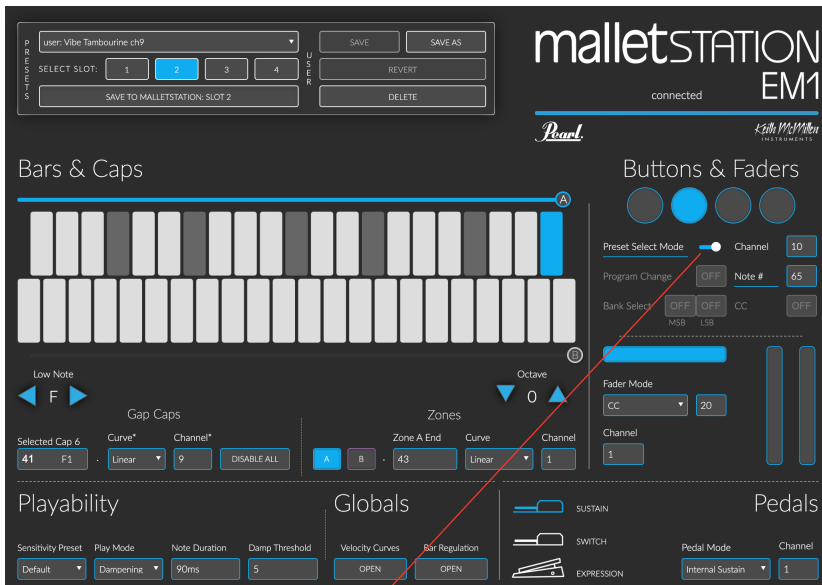 PRESETS
user: Vibe Tambourine ch9
SELECT SLOT: 1 2 3 4
SAVE TO MALLETSTATION: SLOT 2
USER
SAVE SAVE AS
REVERT
DELETE
malletSTATION
EM1
connected
Pearl.
Keith McMillen
INSTRUMENTS
Bars & Caps
A
B
Low Note
F
Octave
0
Gap Caps
Selected Cap 6 Curve* Channel*
41 F1 - Linear 9 DISABLE ALL
Zones
Zone A End Curve Channel
A B - 43 Linear 1
Buttons & Faders
Preset Select Mode Channel 10
Program Change OFF Note # 65
Bank Select OFF OFF CC OFF
MSB LSB
Fader Mode
CC 20
Channel
1
Playability
Sensitivity Preset Play Mode Note Duration Damp Threshold
Default Dampening 90ms 5
Globals
Velocity Curves Bar Regulation
OPEN OPEN
Pedals
SUSTAIN
SWITCH
EXPRESSION
Pedal Mode Channel
Internal Sustain 1